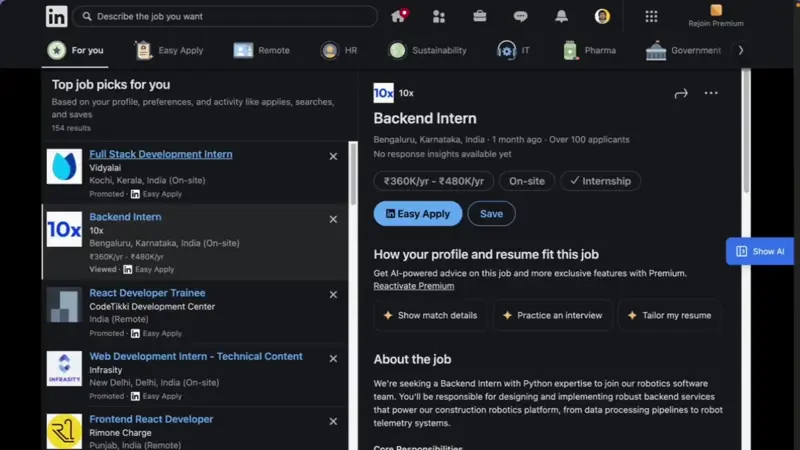 in
Describe the job you want
Rejoin Premium
For you
Easy Apply
Remote
HR
Sustainability
IT
Pharma
Government
Top job picks for you
Based on your profile, preferences, and activity like applies, searches,
and saves
154 results
Full Stack Development Intern
Vidyalai
Kochi, Kerala, India (On-site)
Promoted · in Easy Apply
10x
Backend Intern
10x
Bengaluru, Karnataka, India (On-site)
₹360K/yr - ₹480K/yr
Viewed · in Easy Apply
React Developer Trainee
CodeTikki Development Center
India (Remote)
Promoted · in Easy Apply
INFRASITY
Web Development Intern - Technical Content
Infrasity
New Delhi, Delhi, India (On-site)
Promoted · in Easy Apply
Frontend React Developer
Rimone Charge
Punjab, India (Remote)
10x 10x
Backend Intern
Bengaluru, Karnataka, India · 1 month ago · Over 100 applicants
No response insights available yet
₹360K/yr - ₹480K/yr
On-site
Internship
in Easy Apply
Save
How your profile and resume fit this job
Get AI-powered advice on this job and more exclusive features with Premium.
Reactivate Premium
Show match details
Practice an interview
Tailor my resume
About the job
We're seeking a Backend Intern with Python expertise to join our robotics software
team. You'll be responsible for designing and implementing robust backend services
that power our construction robotics platform, from data processing pipelines to robot
telemetry systems.
Core Responsibilities
Show AI